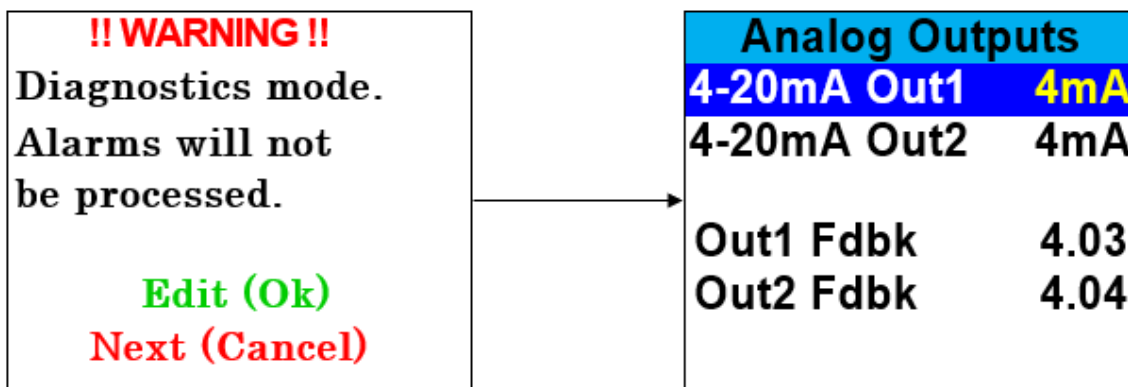 !! WARNING !!
Diagnostics mode.
Alarms will not
be processed.
Edit (Ok)
Next (Cancel)
Analog Outputs
4-20mA Out1 4mA
4-20mA Out2 4mA
Out1 Fdbk 4.03
Out2 Fdbk 4.04